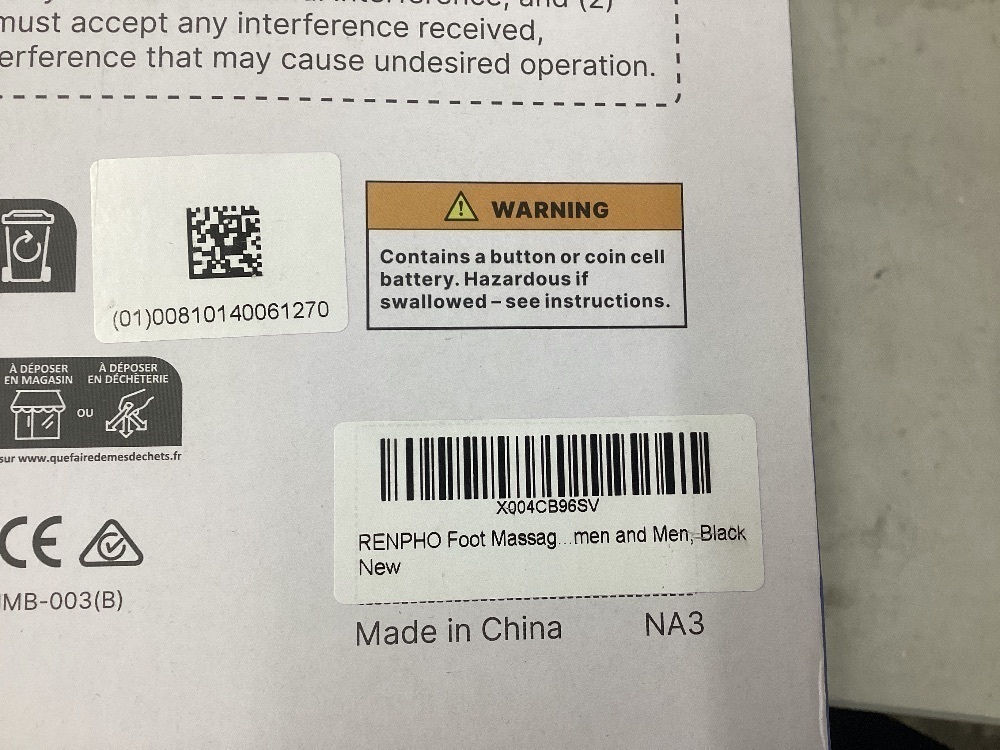 must accept any interference received,
erference that may cause undesired operation.
WARNING
Contains a button or coin cell
battery. Hazardous if
swallowed – see instructions.
(01)00810140061270
À DÉPOSER EN MAGASIN
OU
À DÉPOSER EN DÉCHÈTERIE
sur www.quefairedemesdechets.fr
X004CB96SV
RENPHO Foot Massag...men and Men, Black
New
CE
MB-003(B)
Made in China NA3